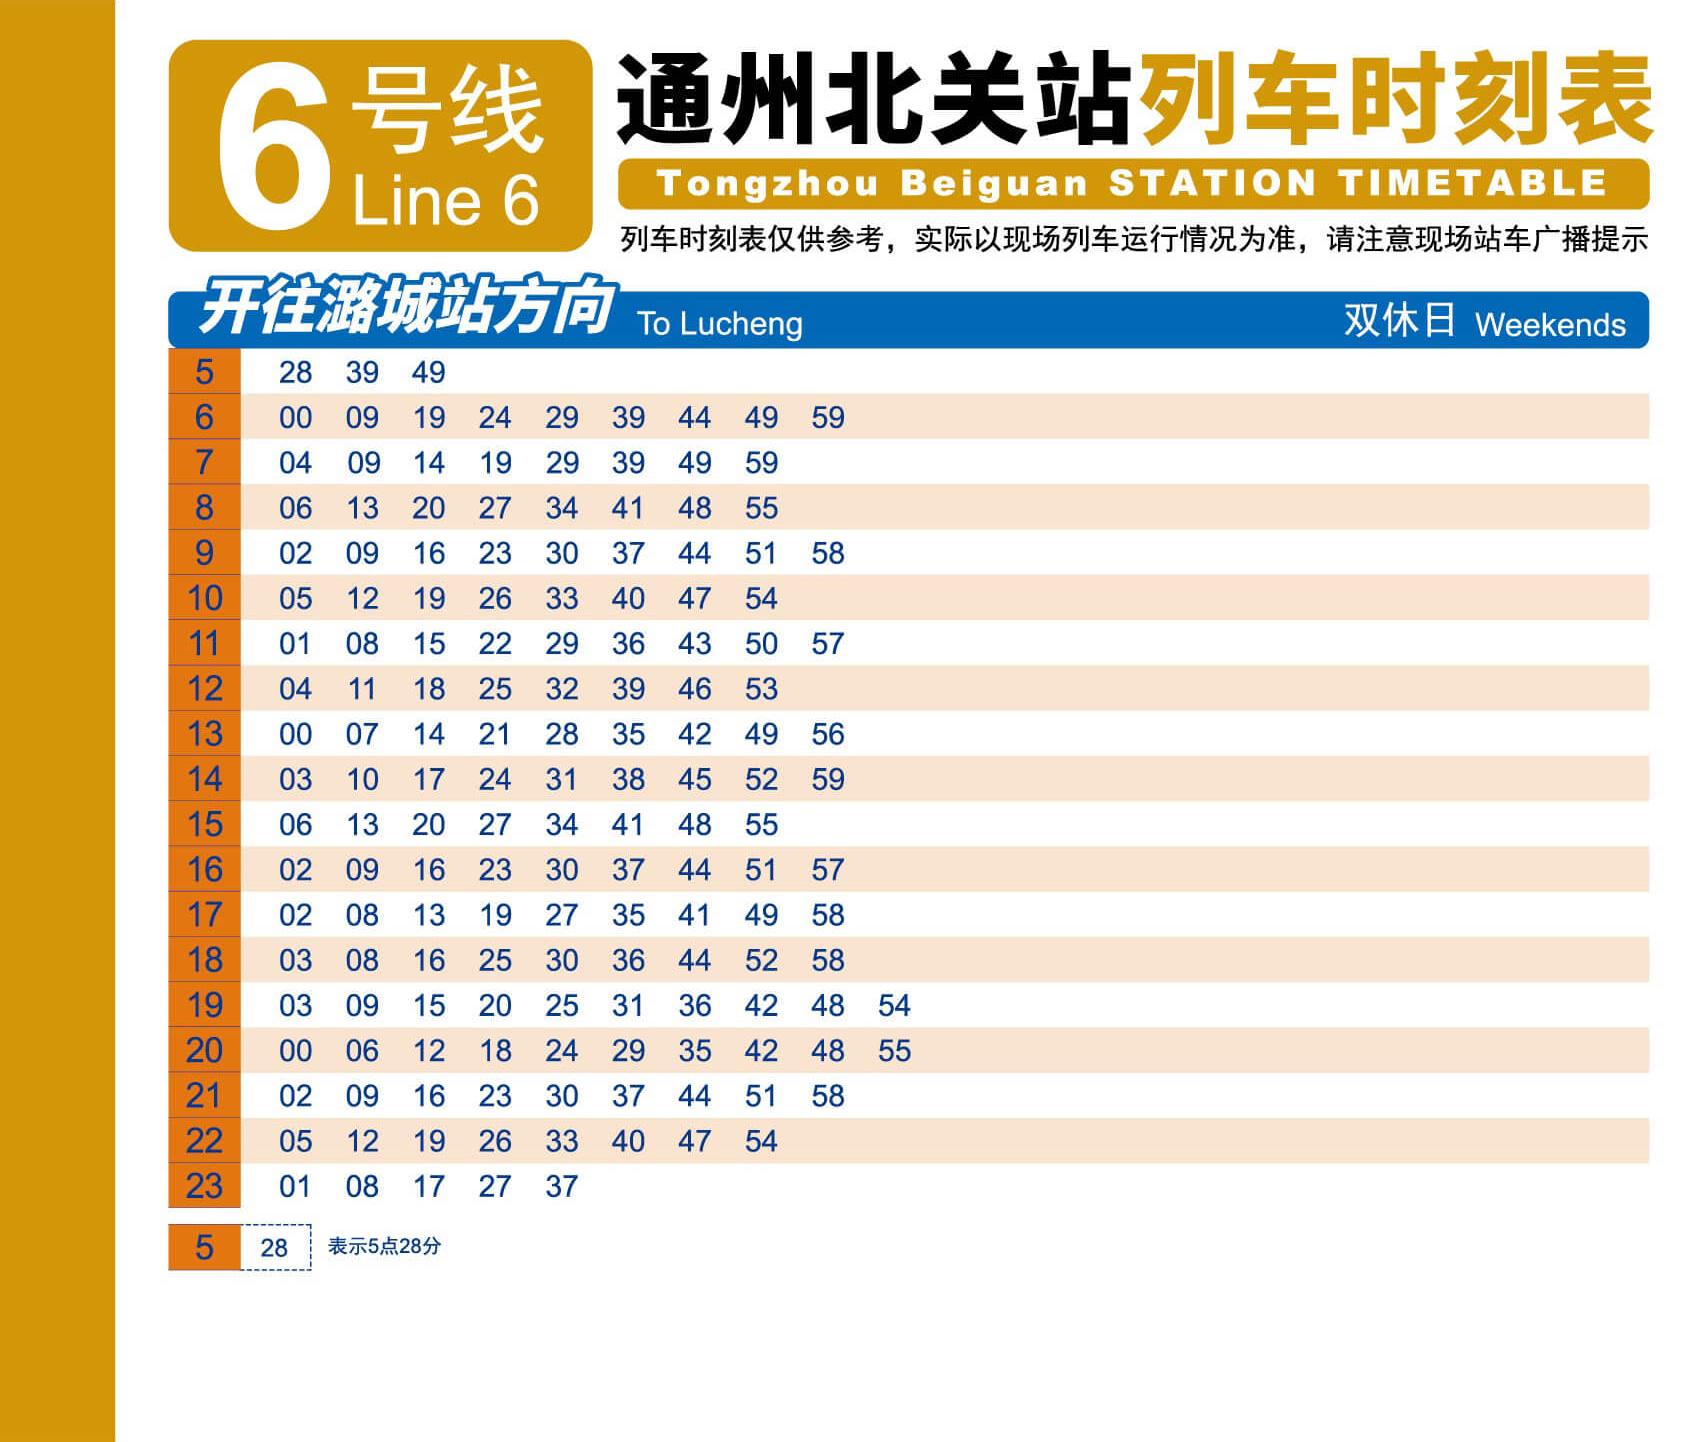 6号线
Line 6
通州北关站列车时刻表
Tongzhou Beiguan STATION TIMETABLE
列车时刻表仅供参考，实际以现场列车运行情况为准，请注意现场站车广播提示
开往潞城站方向 To Lucheng 双休日 Weekends
5 28 39 49
6 00 09 19 24 29 39 44 49 59
7 04 09 14 19 29 39 49 59
8 06 13 20 27 34 41 48 55
9 02 09 16 23 30 37 44 51 58
10 05 12 19 26 33 40 47 54
11 01 08 15 22 29 36 43 50 57
12 04 11 18 25 32 39 46 53
13 00 07 14 21 28 35 42 49 56
14 03 10 17 24 31 38 45 52 59
15 06 13 20 27 34 41 48 55
16 02 09 16 23 30 37 44 51 57
17 02 08 13 19 27 35 41 49 58
18 03 08 16 25 30 36 44 52 58
19 03 09 15 20 25 31 36 42 48 54
20 00 06 12 18 24 29 35 42 48 55
21 02 09 16 23 30 37 44 51 58
22 05 12 19 26 33 40 47 54
23 01 08 17 27 37
5 28 表示5点28分